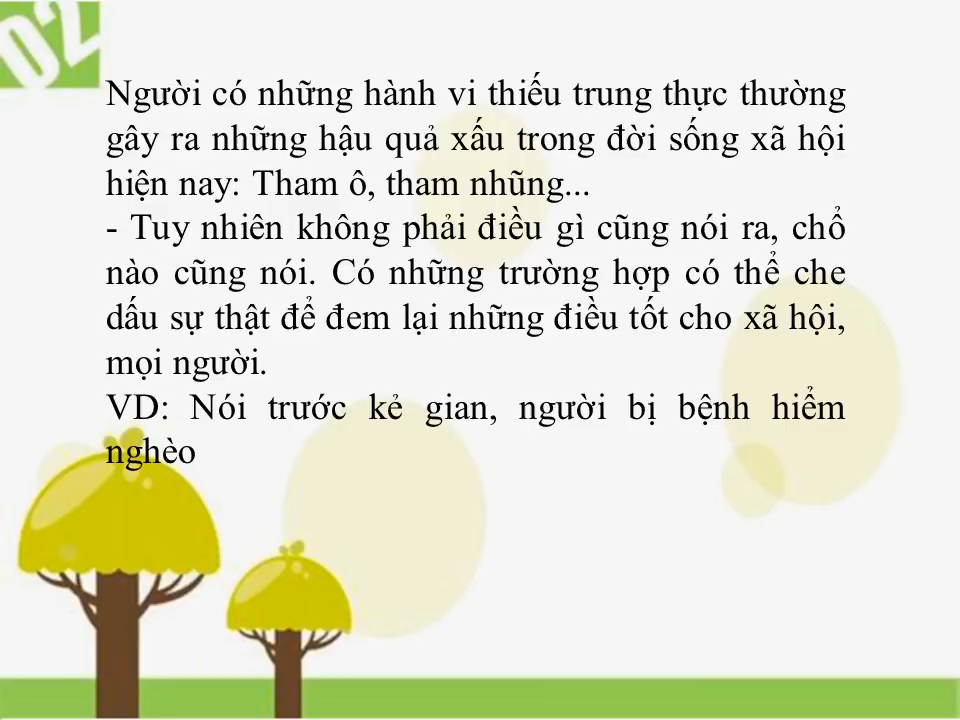 02
Người có những hành vi thiếu trung thực thường
gây ra những hậu quả xấu trong đời sống xã hội
hiện nay: Tham ô, tham nhũng...
- Tuy nhiên không phải điều gì cũng nói ra, chổ
nào cũng nói. Có những trường hợp có thể che
dấu sự thật để đem lại những điều tốt cho xã hội,
mọi người.
VD: Nói trước kẻ gian, người bị bệnh hiểm
nghèo